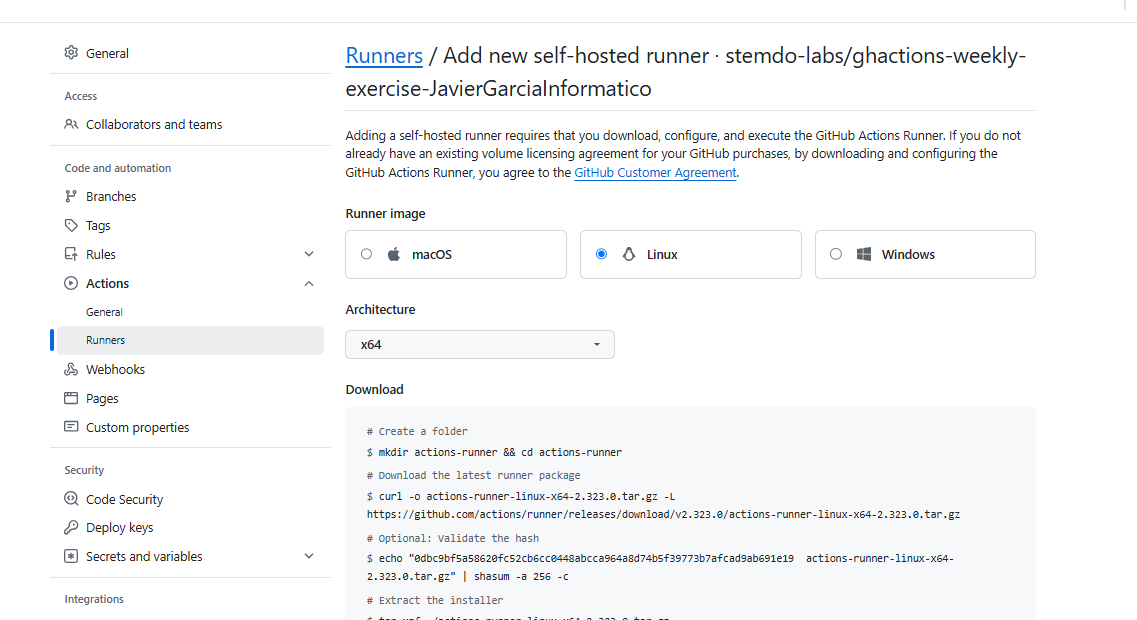 General
Access
Collaborators and teams
Code and automation
Branches
Tags
Rules
Actions
General
Runners
Webhooks
Pages
Custom properties
Security
Code Security
Deploy keys
Secrets and variables
Integrations
Runners / Add new self-hosted runner · stemdo-labs/ghactions-weekly-
exercise-JavierGarciaInformatico
Adding a self-hosted runner requires that you download, configure, and execute the GitHub Actions Runner. If you do not
already have an existing volume licensing agreement for your GitHub purchases, by downloading and configuring the
GitHub Actions Runner, you agree to the GitHub Customer Agreement.
Runner image
macOS
Linux
Windows
Architecture
x64
Download
# Create a folder
$ mkdir actions-runner && cd actions-runner
# Download the latest runner package
$ curl -o actions-runner-linux-x64-2.323.0.tar.gz -L
https://github.com/actions/runner/releases/download/v2.323.0/actions-runner-linux-x64-2.323.0.tar.gz
# Optional: Validate the hash
$ echo "0dbc9bf5a58620fc52cb6cc0448abcca964a8d74b5f39773b7afcad9ab691e19  actions-runner-linux-x64-
2.323.0.tar.gz" | shasum -a 256 -c
# Extract the installer